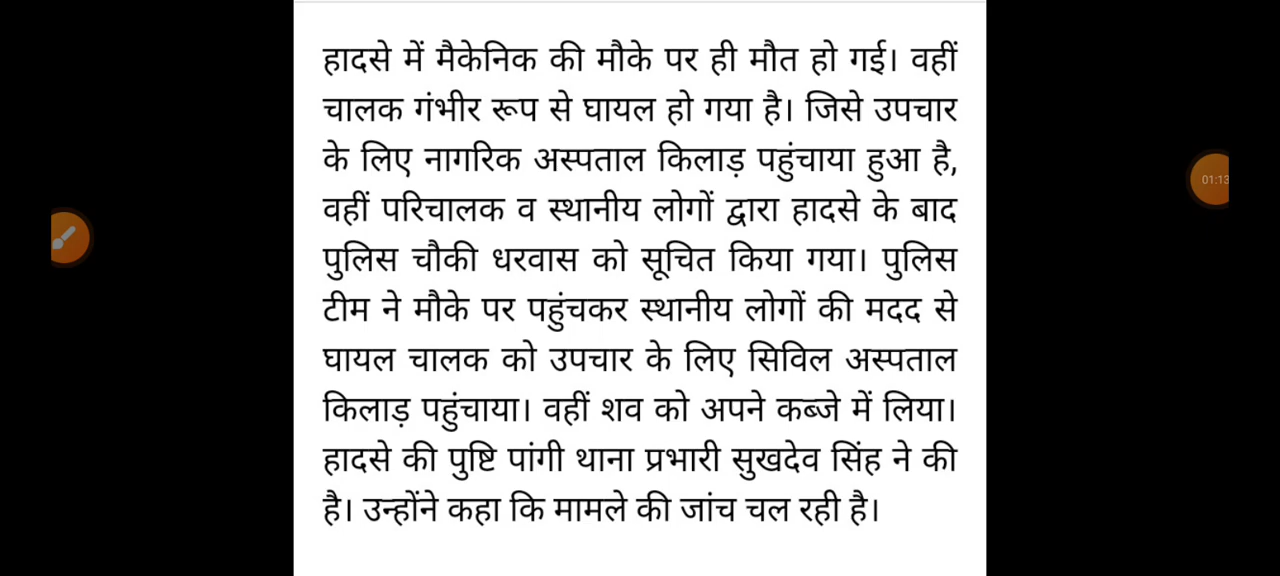 हादसे में मैकेनिक की मौके पर ही मौत हो गई। वहीं
चालक गंभीर रूप से घायल हो गया है। जिसे उपचार
के लिए नागरिक अस्पताल किलाड़ पहुंचाया हुआ है,
वहीं परिचालक व स्थानीय लोगों द्वारा हादसे के बाद
पुलिस चौकी धरवास को सूचित किया गया। पुलिस
टीम ने मौके पर पहुंचकर स्थानीय लोगों की मदद से
घायल चालक को उपचार के लिए सिविल अस्पताल
किलाड़ पहुंचाया। वहीं शव को अपने कब्जे में लिया।
हादसे की पुष्टि पांगी थाना प्रभारी सुखदेव सिंह ने की
है। उन्होंने कहा कि मामले की जांच चल रही है।
01:13